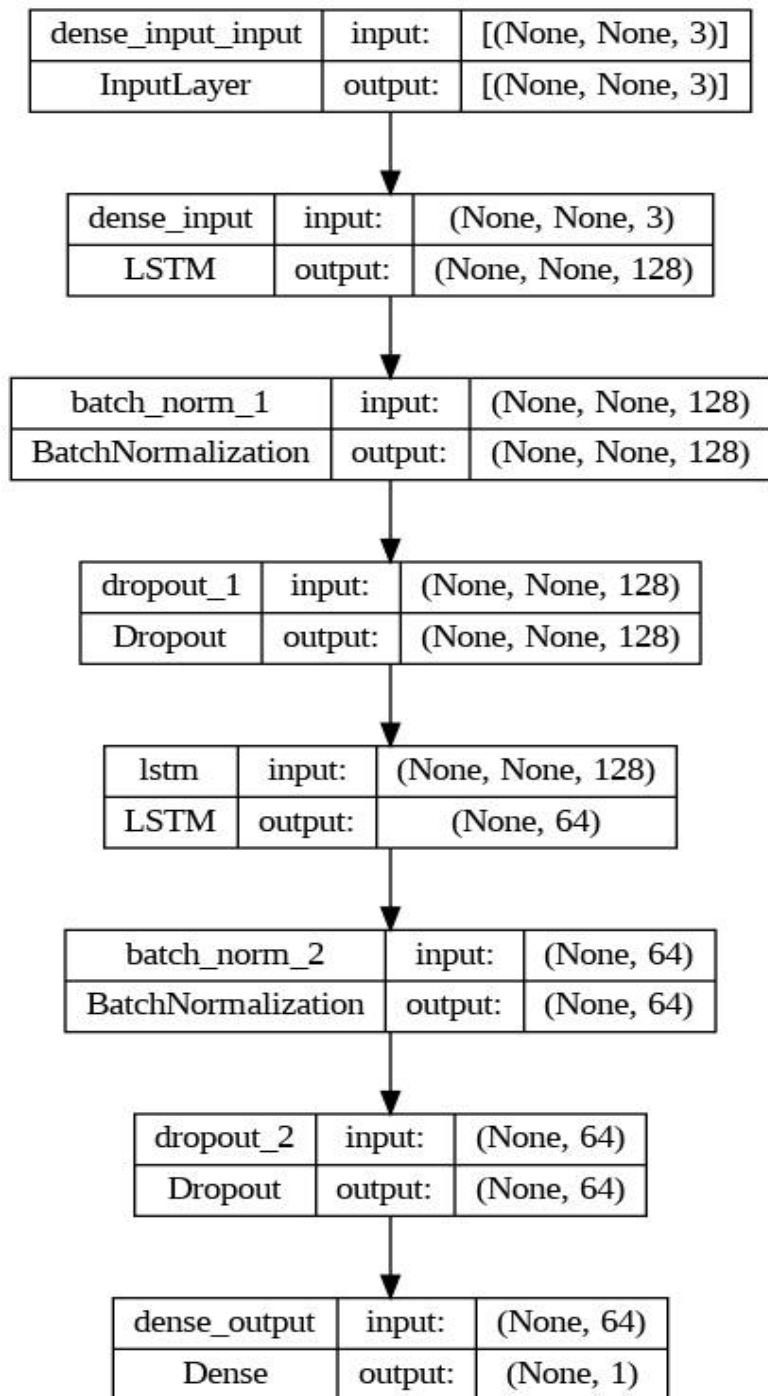 dense_input_input input: [(None, None, 3)]
InputLayer output: [(None, None, 3)]
dense_input input: (None, None, 3)
LSTM output: (None, None, 128)
batch_norm_1 input: (None, None, 128)
BatchNormalization output: (None, None, 128)
dropout_1 input: (None, None, 128)
Dropout output: (None, None, 128)
lstm input: (None, None, 128)
LSTM output: (None, 64)
batch_norm_2 input: (None, 64)
BatchNormalization output: (None, 64)
dropout_2 input: (None, 64)
Dropout output: (None, 64)
dense_output input: (None, 64)
Dense output: (None, 1)